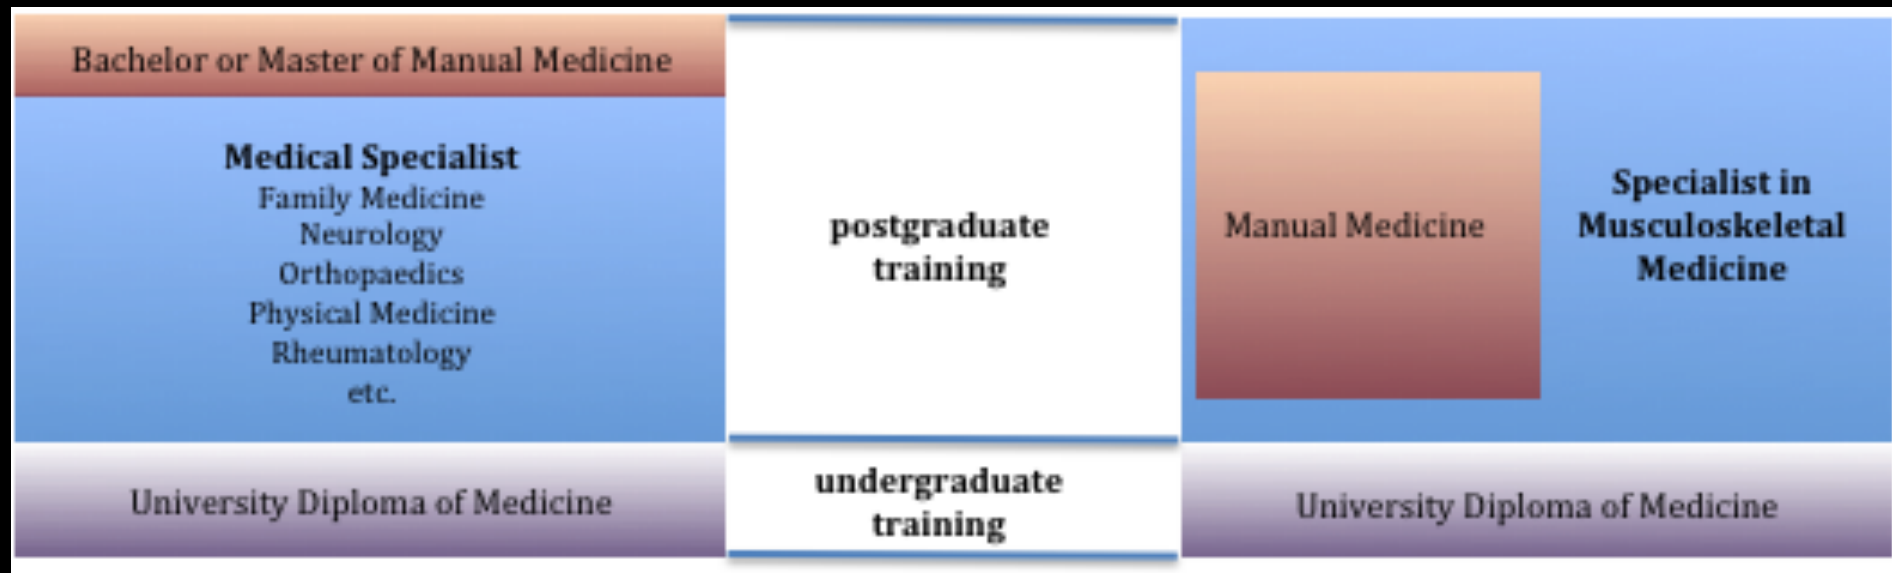 Bachelor or Master of Manual Medicine
Medical Specialist
Family Medicine
Neurology
Orthopaedics
Physical Medicine
Rheumatology
etc.
University Diploma of Medicine
postgraduate
training
undergraduate
training
Manual Medicine
Specialist in
Musculoskeletal
Medicine
University Diploma of Medicine